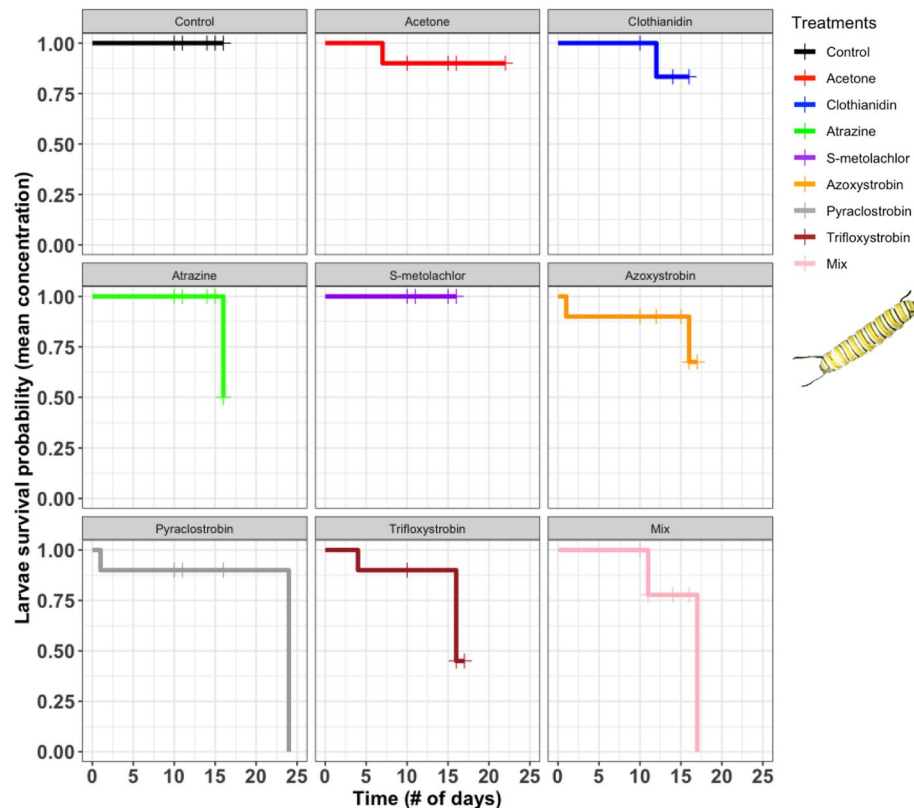 Control
Acetone
Clothianidin
Treatments
Control
Acetone
Clothianidin
Atrazine
S-metolachlor
Azoxystrobin
Pyraclostrobin
Trifloxystrobin
Mix
1.00
0.75
0.50
0.25
0.00
Atrazine
S-metolachlor
Azoxystrobin
1.00
0.75
0.50
0.25
0.00
Pyraclostrobin
Trifloxystrobin
Mix
1.00
0.75
0.50
0.25
0.00
0 5 10 15 20 25
0 5 10 15 20 25
0 5 10 15 20 25
Larvae survival probability (mean concentration)
Time (# of days)